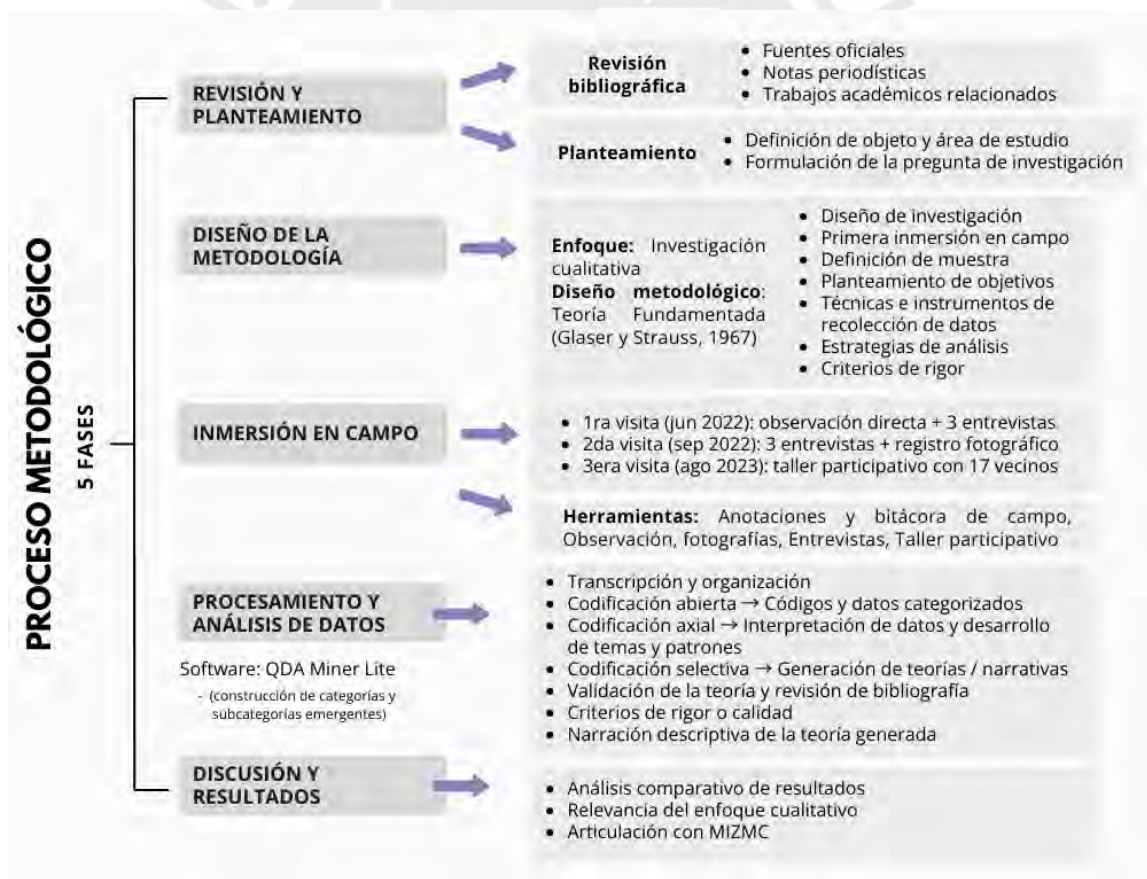 PROCESO METODOLÓGICO
5 FASES
REVISIÓN Y
PLANTEAMIENTO
Revisión
bibliográfica
• Fuentes oficiales
• Notas periodísticas
• Trabajos académicos relacionados
Planteamiento
• Definición de objeto y área de estudio
• Formulación de la pregunta de investigación
DISEÑO DE LA
METODOLOGÍA
Enfoque: Investigación
cualitativa
Diseño metodológico:
Teoría Fundamentada
(Glaser y Strauss, 1967)
• Diseño de investigación
• Primera inmersión en campo
• Definición de muestra
• Planteamiento de objetivos
• Técnicas e instrumentos de
recolección de datos
• Estrategias de análisis
• Criterios de rigor
INMERSIÓN EN CAMPO
• 1ra visita (jun 2022): observación directa + 3 entrevistas
• 2da visita (sep 2022): 3 entrevistas + registro fotográfico
• 3era visita (ago 2023): taller participativo con 17 vecinos
Herramientas: Anotaciones y bitácora de campo,
Observación, fotografías, Entrevistas, Taller participativo
PROCESAMIENTO Y
ANÁLISIS DE DATOS
Software: QDA Miner Lite
- (construcción de categorías y
subcategorías emergentes)
• Transcripción y organización
• Codificación abierta → Códigos y datos categorizados
• Codificación axial → Interpretación de datos y desarrollo
de temas y patrones
• Codificación selectiva → Generación de teorías / narrativas
• Validación de la teoría y revisión de bibliografía
• Criterios de rigor o calidad
• Narración descriptiva de la teoría generada
DISCUSIÓN Y
RESULTADOS
• Análisis comparativo de resultados
• Relevancia del enfoque cualitativo
• Articulación con MIZMC